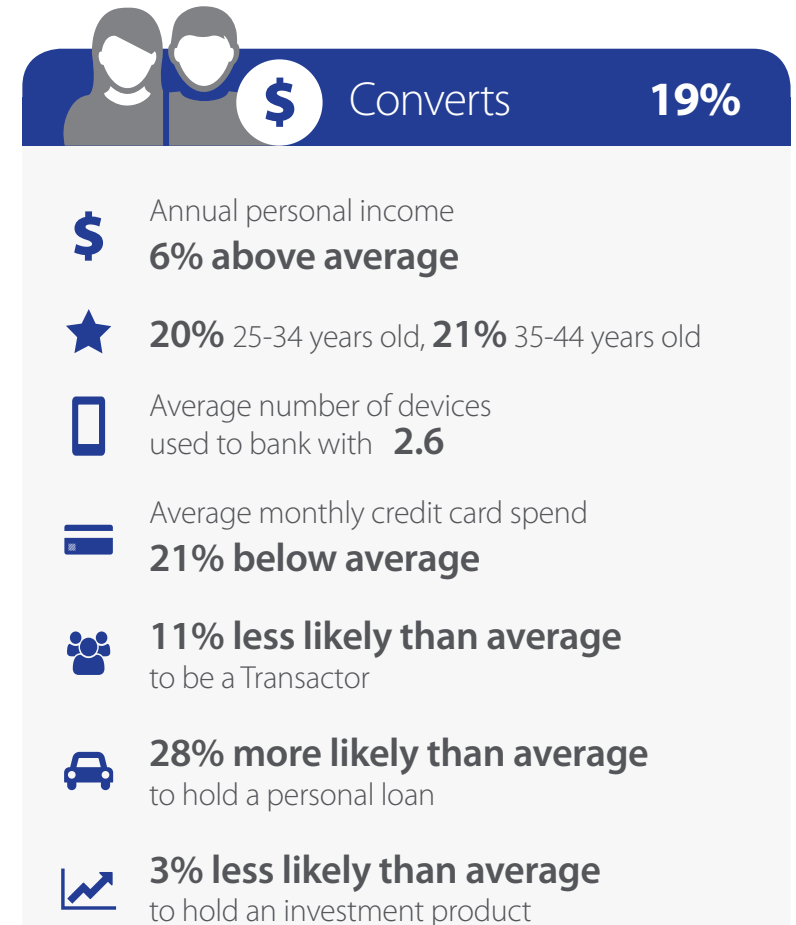 $ Converts 19%
$
Annual personal income
6% above average
20% 25-34 years old, 21% 35-44 years old
Average number of devices
used to bank with 2.6
Average monthly credit card spend
21% below average
11% less likely than average
to be a Transactor
28% more likely than average
to hold a personal loan
3% less likely than average
to hold an investment product